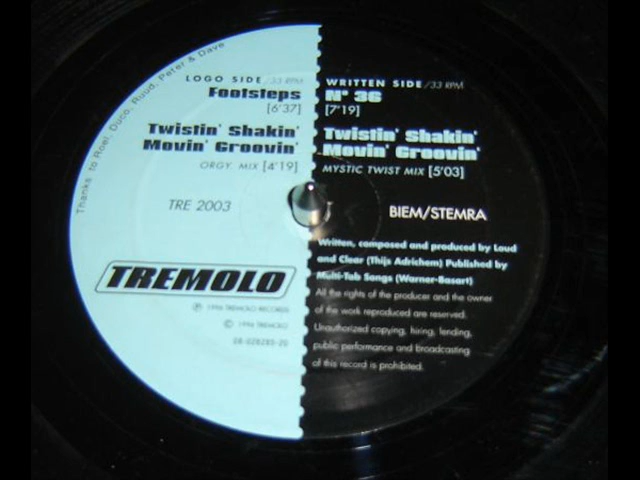 Thanks to Roel, Duco, Ruud, Peter & Dave
LOGO SIDE/33 RPM
Footsteps
[6'37]
Twistin' Shakin'
Movin' Groovin'
ORGY MIX [4'19]
TRE 2003
TREMOLO
℗ 1996 TREMOLO RECORDS
© 1996 TREMOLO
08-026285-20
WRITTEN SIDE/33 RPM
N° 36
[7'19]
Twistin' Shakin'
Movin' Groovin'
MYSTIC TWIST MIX [5'03]
BIEM/STEMRA
Written, composed and produced by Loud
and Clear (Thijs Adrichem) Published by
Multi-Tab Songs (Warner-Basart)
All the rights of the producer and the owner
of the work reproduced are reserved.
Unauthorized copying, hiring, lending,
public performance and broadcasting
of this record is prohibited.